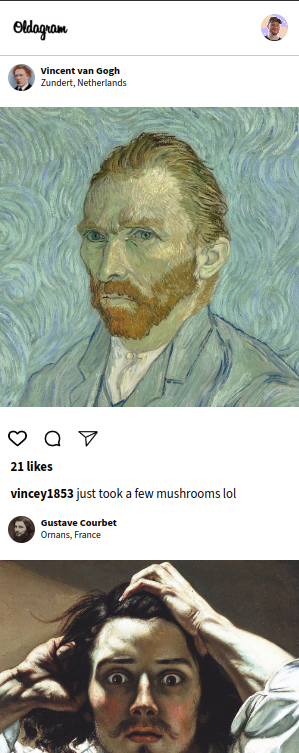 Oldagram
Vincent van Gogh
Zundert, Netherlands
21 likes
vincey1853 just took a few mushrooms lol
Gustave Courbet
Ornans, France